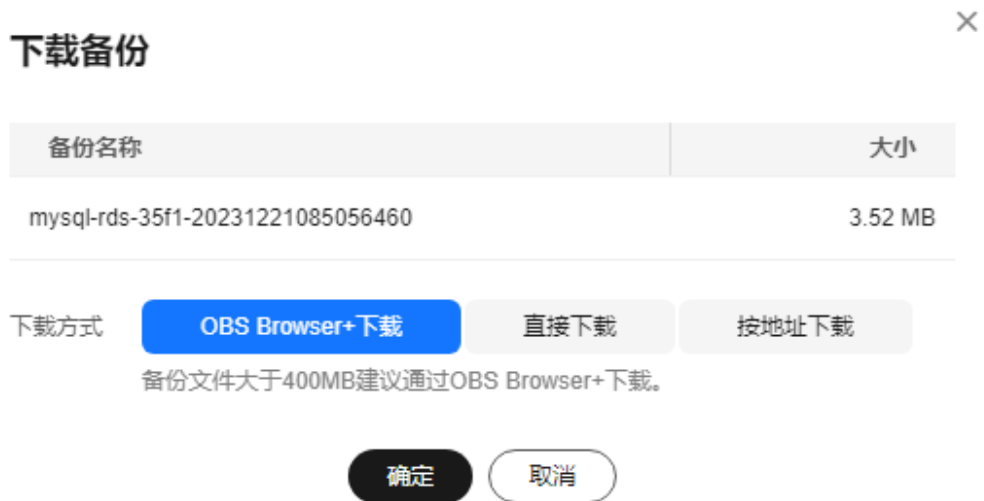 下载备份
备份名称 大小
mysql-rds-35f1-20231221085056460 3.52 MB
下载方式 OBS Browser+下载 直接下载 按地址下载
备份文件大于400MB建议通过OBS Browser+下载。
确定 取消